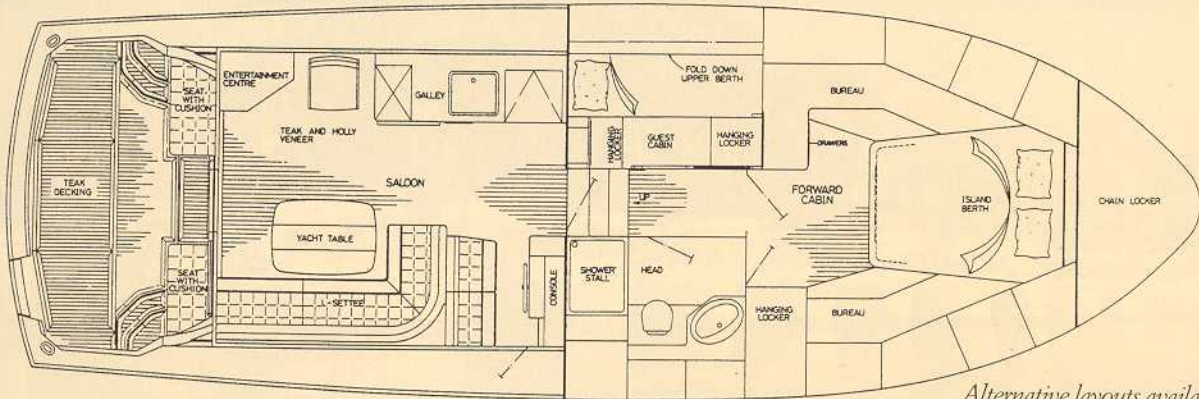 ENTERTAINMENT
CENTRE
SEAT
WITH
CUSHION
GALLEY
FOLD DOWN
UPPER BERTH
BUREAU
TEAK AND HOLLY
VENEER
HANGING
LOCKER
GUEST
CABIN
HANGING
LOCKER
DRAWERS
TEAK
DECKING
SALOON
UP
FORWARD
CABIN
ISLAND
BERTH
CHAIN LOCKER
YACHT TABLE
SEAT
WITH
CUSHION
L-SETTEE
CONSOLE
SHOWER
STALL
HEAD
HANGING
LOCKER
BUREAU
Alternative layouts